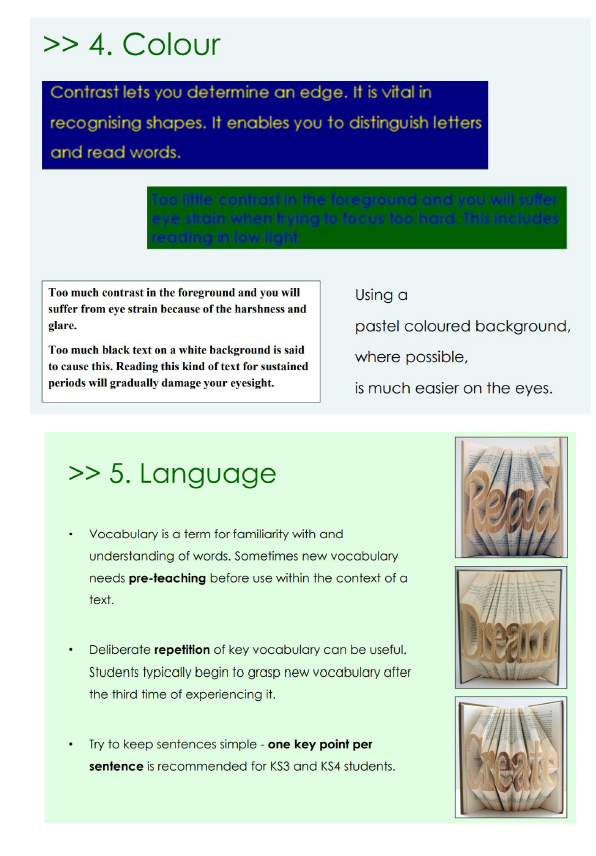 >> 4. Colour
Contrast lets you determine an edge. It is vital in
recognising shapes. It enables you to distinguish letters
and read words.
Too little contrast in the foreground and you will suffer
eye strain when trying to focus too hard. This includes
reading in low light.
Too much contrast in the foreground and you will
suffer from eye strain because of the harshness and
glare.
Too much black text on a white background is said
to cause this. Reading this kind of text for sustained
periods will gradually damage your eyesight.
Using a
pastel coloured background,
where possible,
is much easier on the eyes.
>> 5. Language
• Vocabulary is a term for familiarity with and
understanding of words. Sometimes new vocabulary
needs pre-teaching before use within the context of a
text.
• Deliberate repetition of key vocabulary can be useful.
Students typically begin to grasp new vocabulary after
the third time of experiencing it.
• Try to keep sentences simple - one key point per
sentence is recommended for KS3 and KS4 students.
Read
Dream
Create